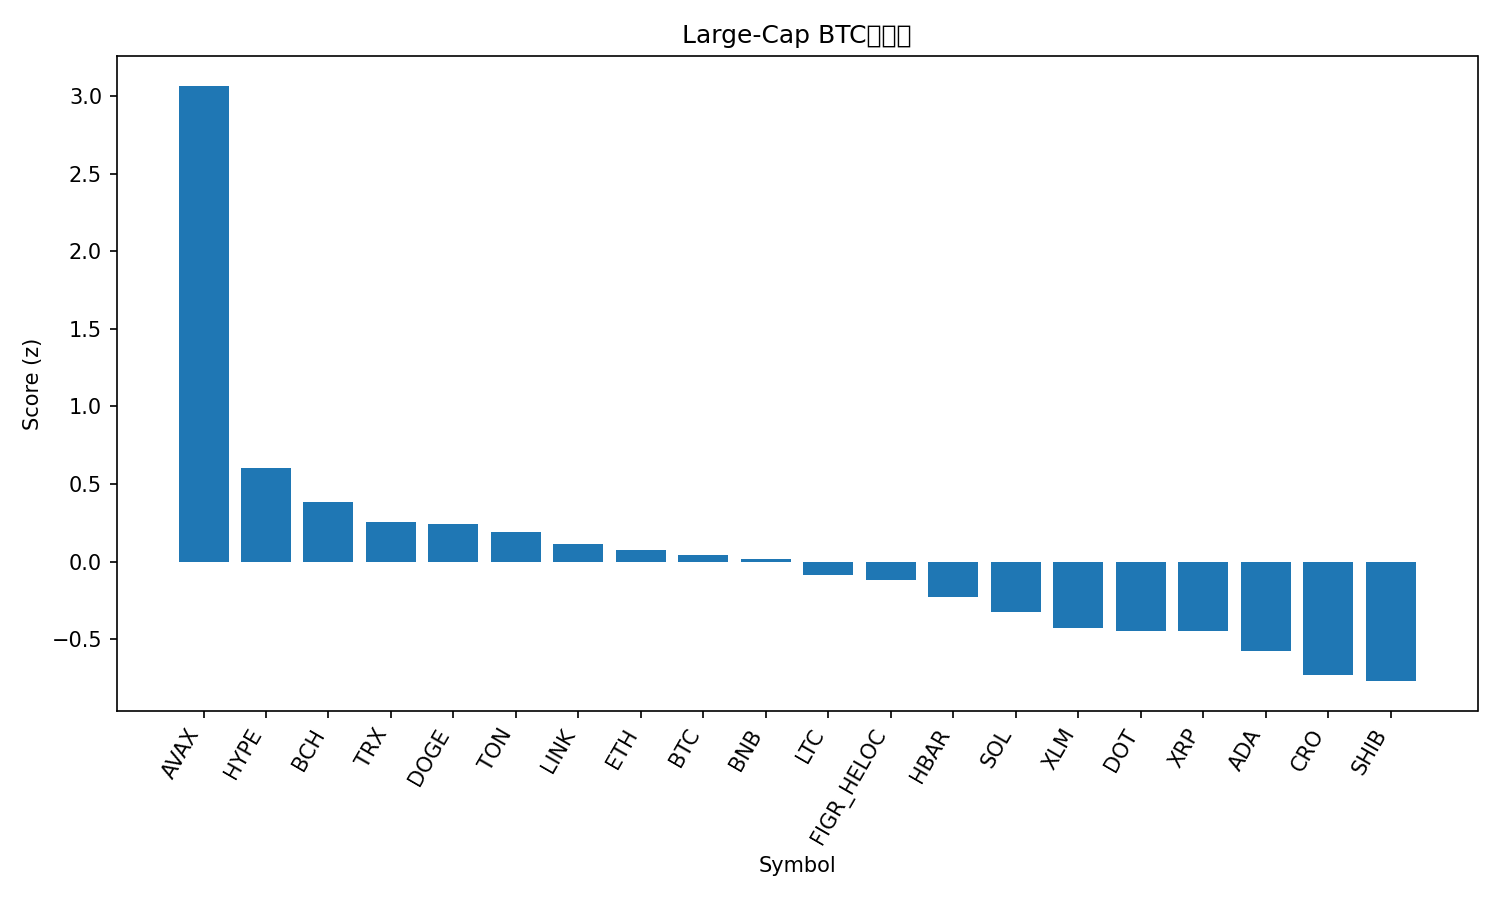 Large-Cap BTC
Score (z)
3.0
2.5
2.0
1.5
1.0
0.5
0.0
−0.5
AVAX
HYPE
BCH
TRX
DOGE
TON
LINK
ETH
BTC
BNB
LTC
FIGR_HELOC
HBAR
SOL
XLM
DOT
XRP
ADA
CRO
SHIB
Symbol